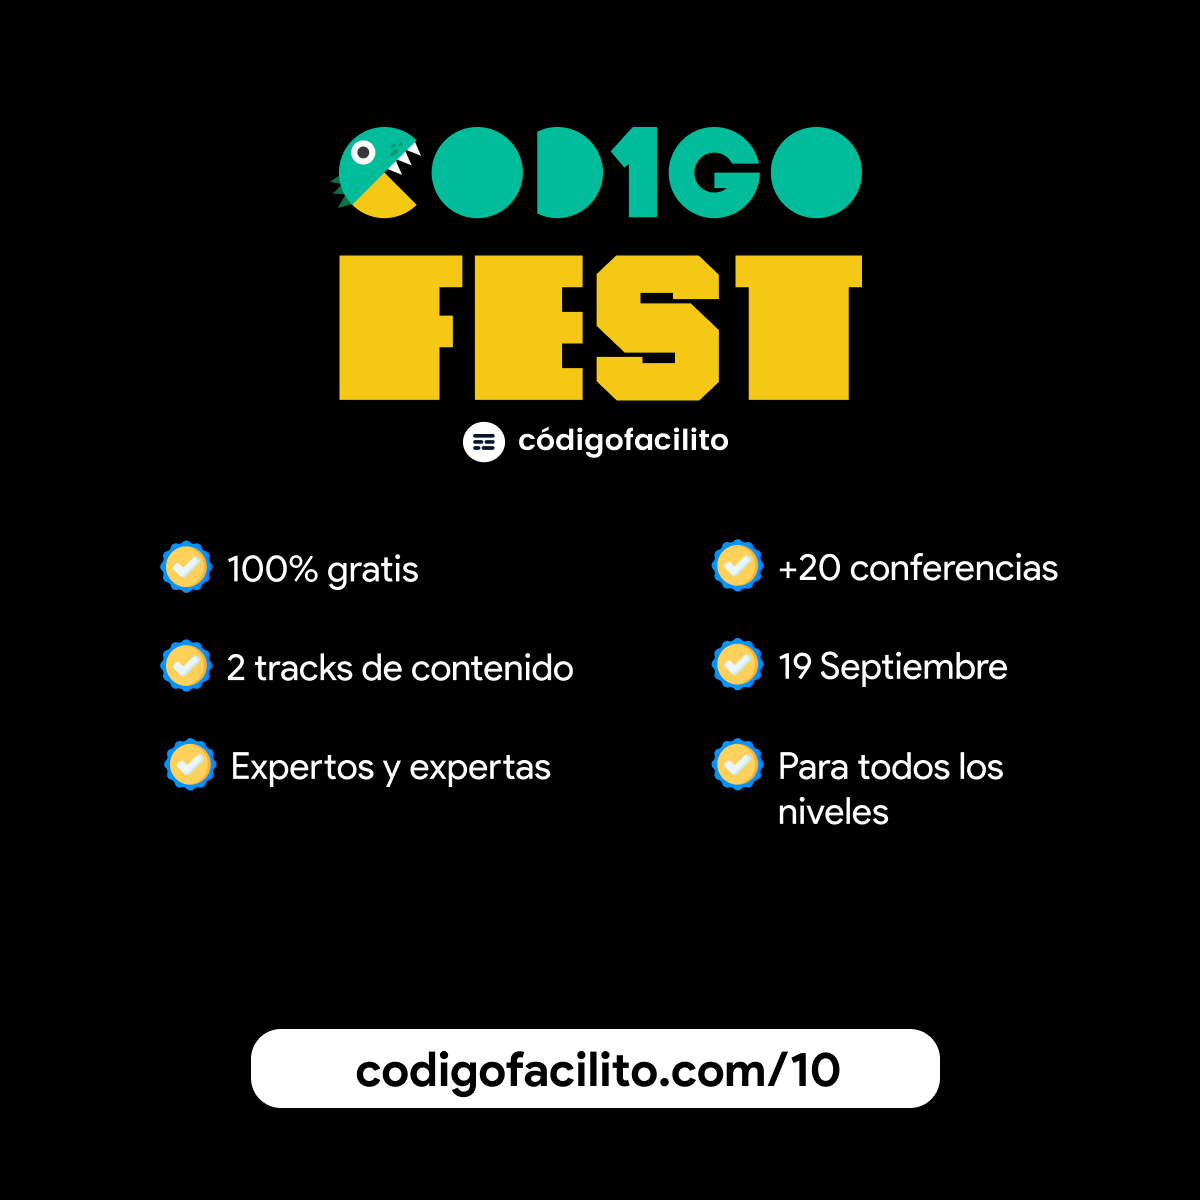 COD1GO
FEST
códigofacilito
100% gratis
+20 conferencias
2 tracks de contenido
19 Septiembre
Expertos y expertas
Para todos los
niveles
codigofacilito.com/10